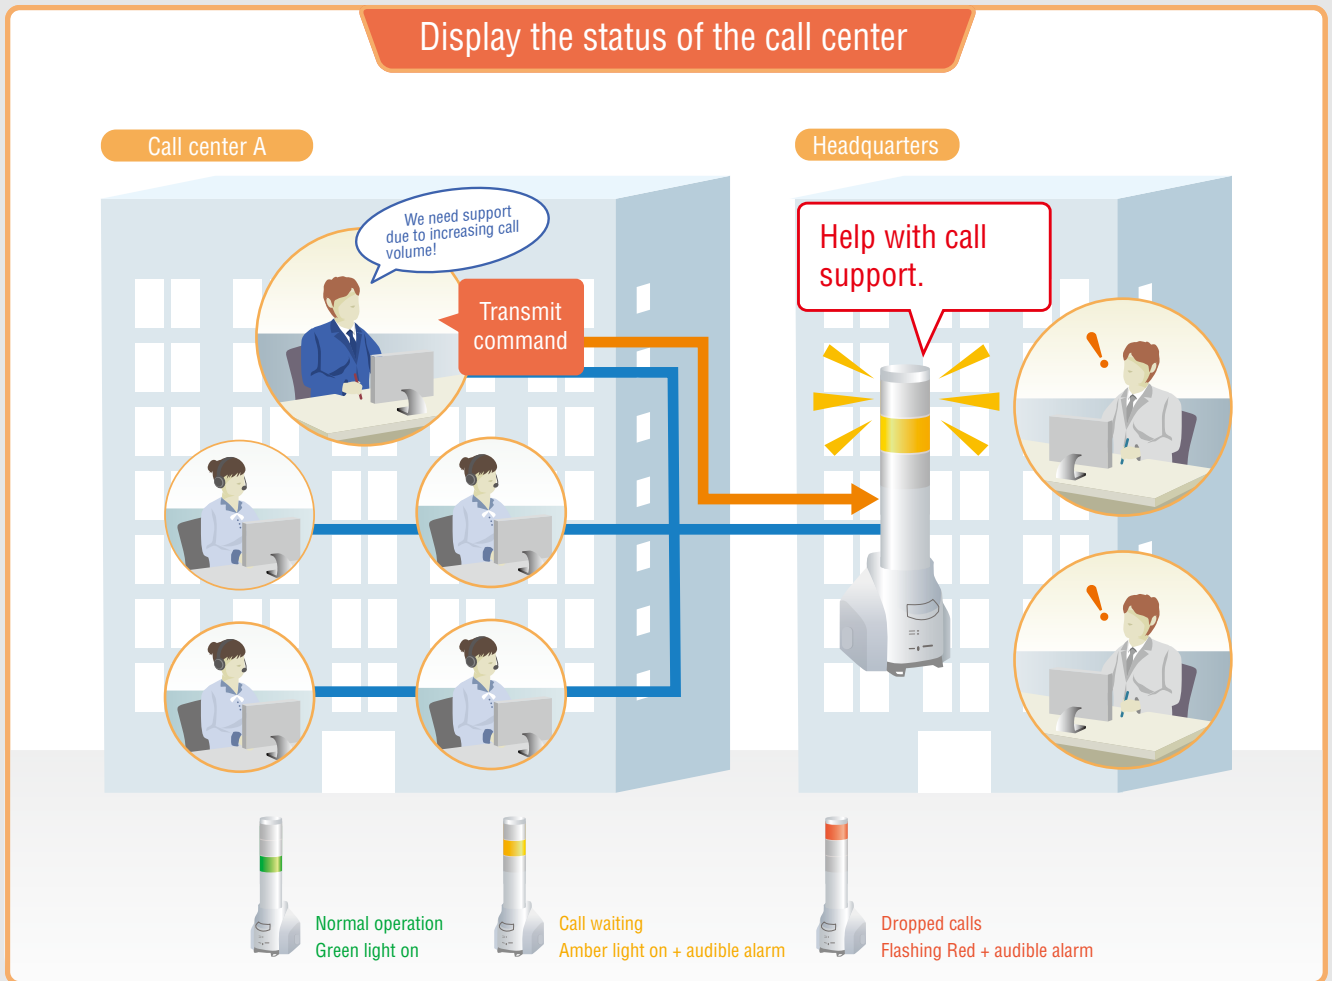 Display the status of the call center
Call center A
Headquarters
We need support
due to increasing call
volume!
Transmit
command
Help with call
support.
Normal operation
Green light on
Call waiting
Amber light on + audible alarm
Dropped calls
Flashing Red + audible alarm